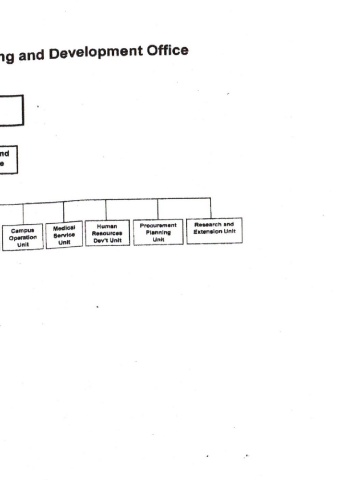 ng and Development Office
nd
e
Campus
Operation
Unit
Medical
Service
Unit
Human
Resources
Dev't Unit
Procurement
Planning
Unit
Research and
Extension Unit